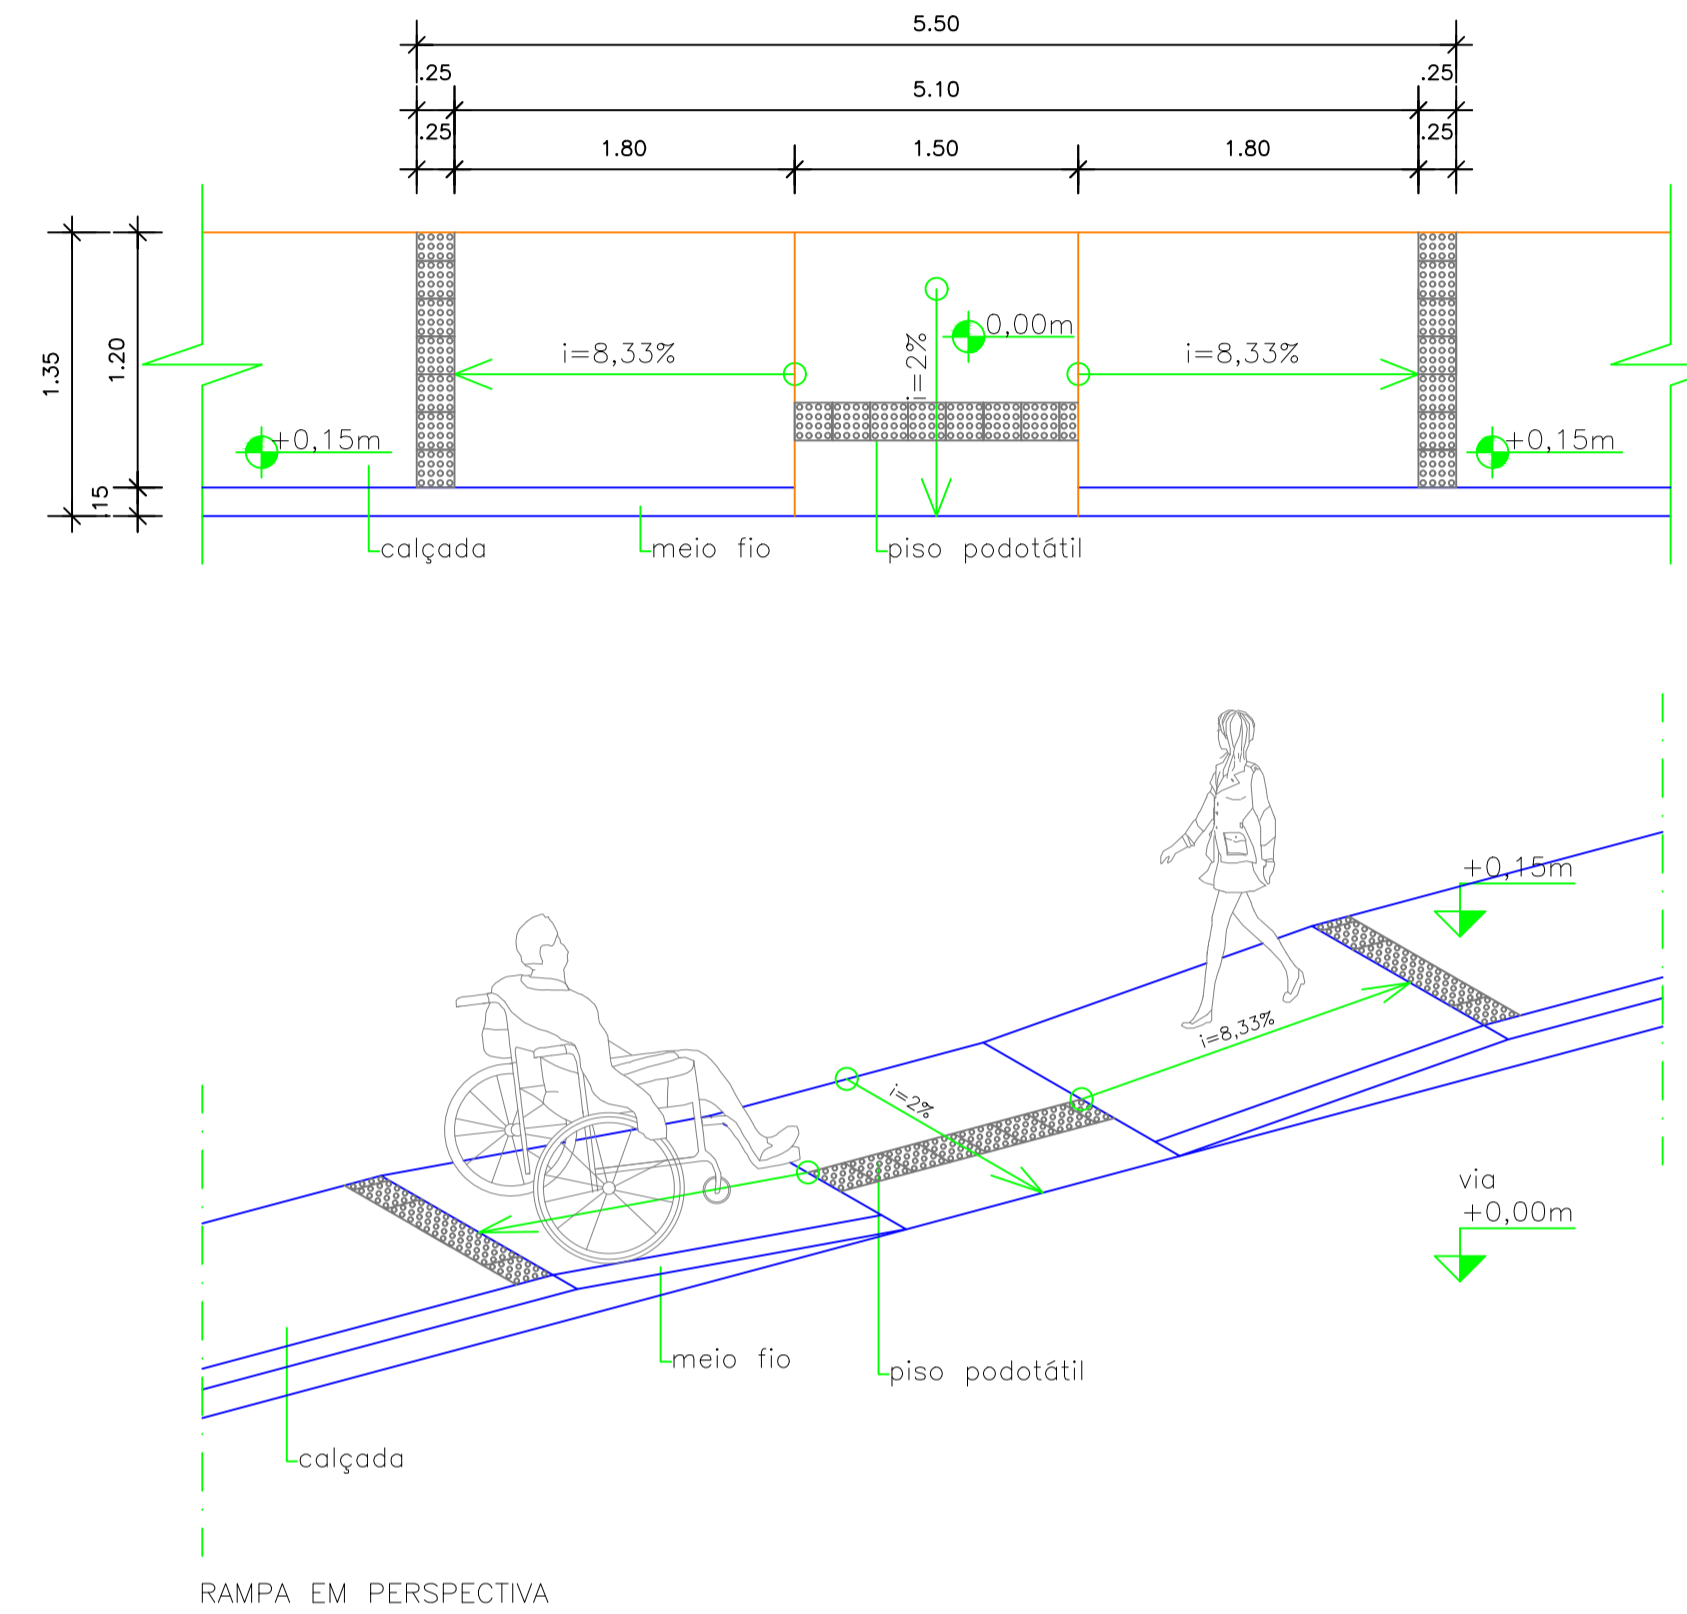 5.50
.25
.25
5.10
.25
.25
1.80
1.50
1.80
1.35
1.20
.15
i=8,33%
i=2%
0,00m
i=8,33%
+0,15m
+0,15m
calçada
meio fio
piso podotátil
+0,15m
i=8,33%
i=2%
via
+0,00m
meio fio
piso podotátil
calçada
RAMPA EM PERSPECTIVA